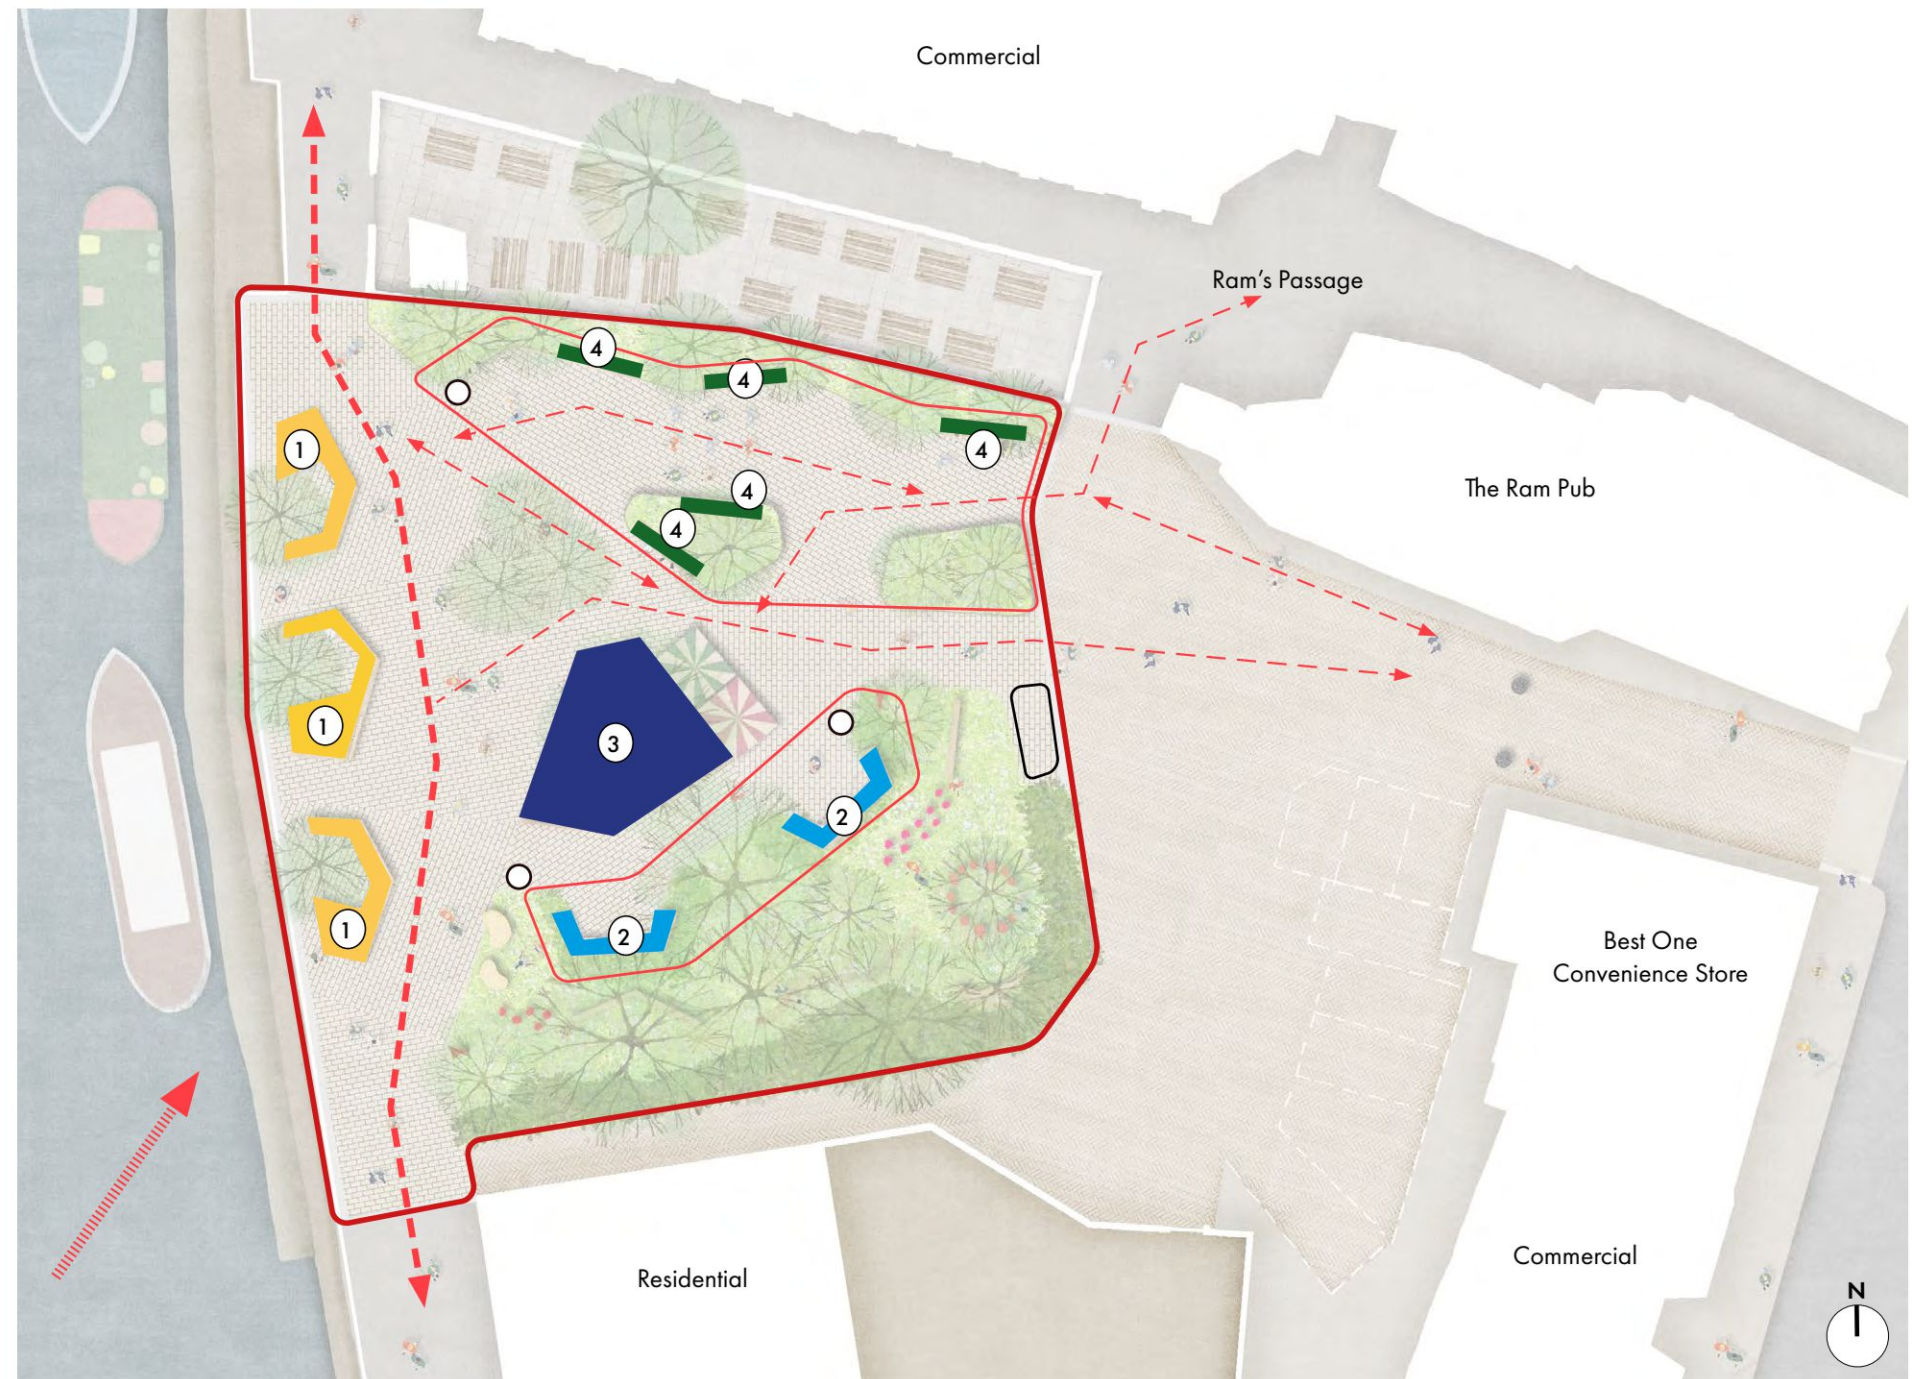 Commercial
Ram's Passage
4
4
1
4
4
4
The Ram Pub
1
3
2
1
2
Best One
Convenience Store
Residential
Commercial
N